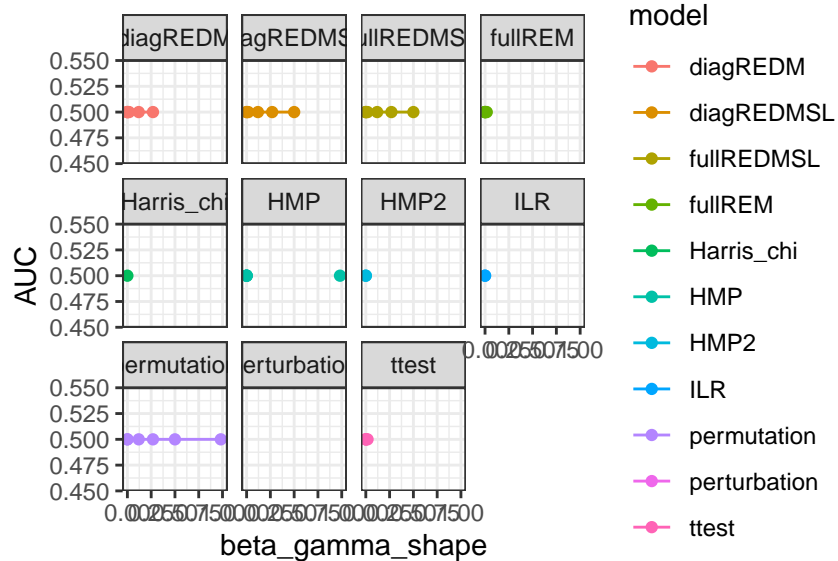 model
diagREDM
agREDMS
ullREDMS
fullREM
0.550
0.525
0.500
0.475
0.450
Harris_chi
HMP
HMP2
ILR
0.550
0.525
0.500
0.475
0.450
ermutation
erturbation
ttest
0.550
0.525
0.500
0.475
0.450
AUC
beta_gamma_shape
diagREDM
diagREDMSL
fullREDMSL
fullREM
Harris_chi
HMP
HMP2
ILR
permutation
perturbation
ttest